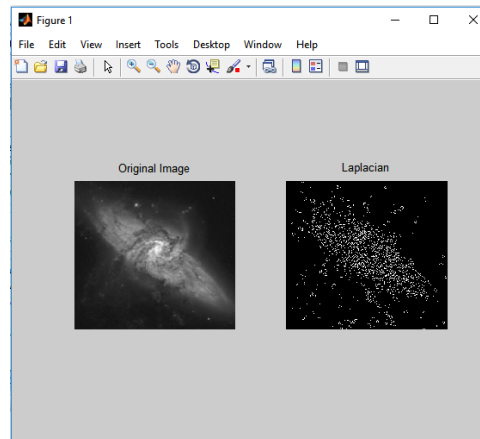 Figure 1
File Edit View Insert Tools Desktop Window Help
Original Image Laplacian